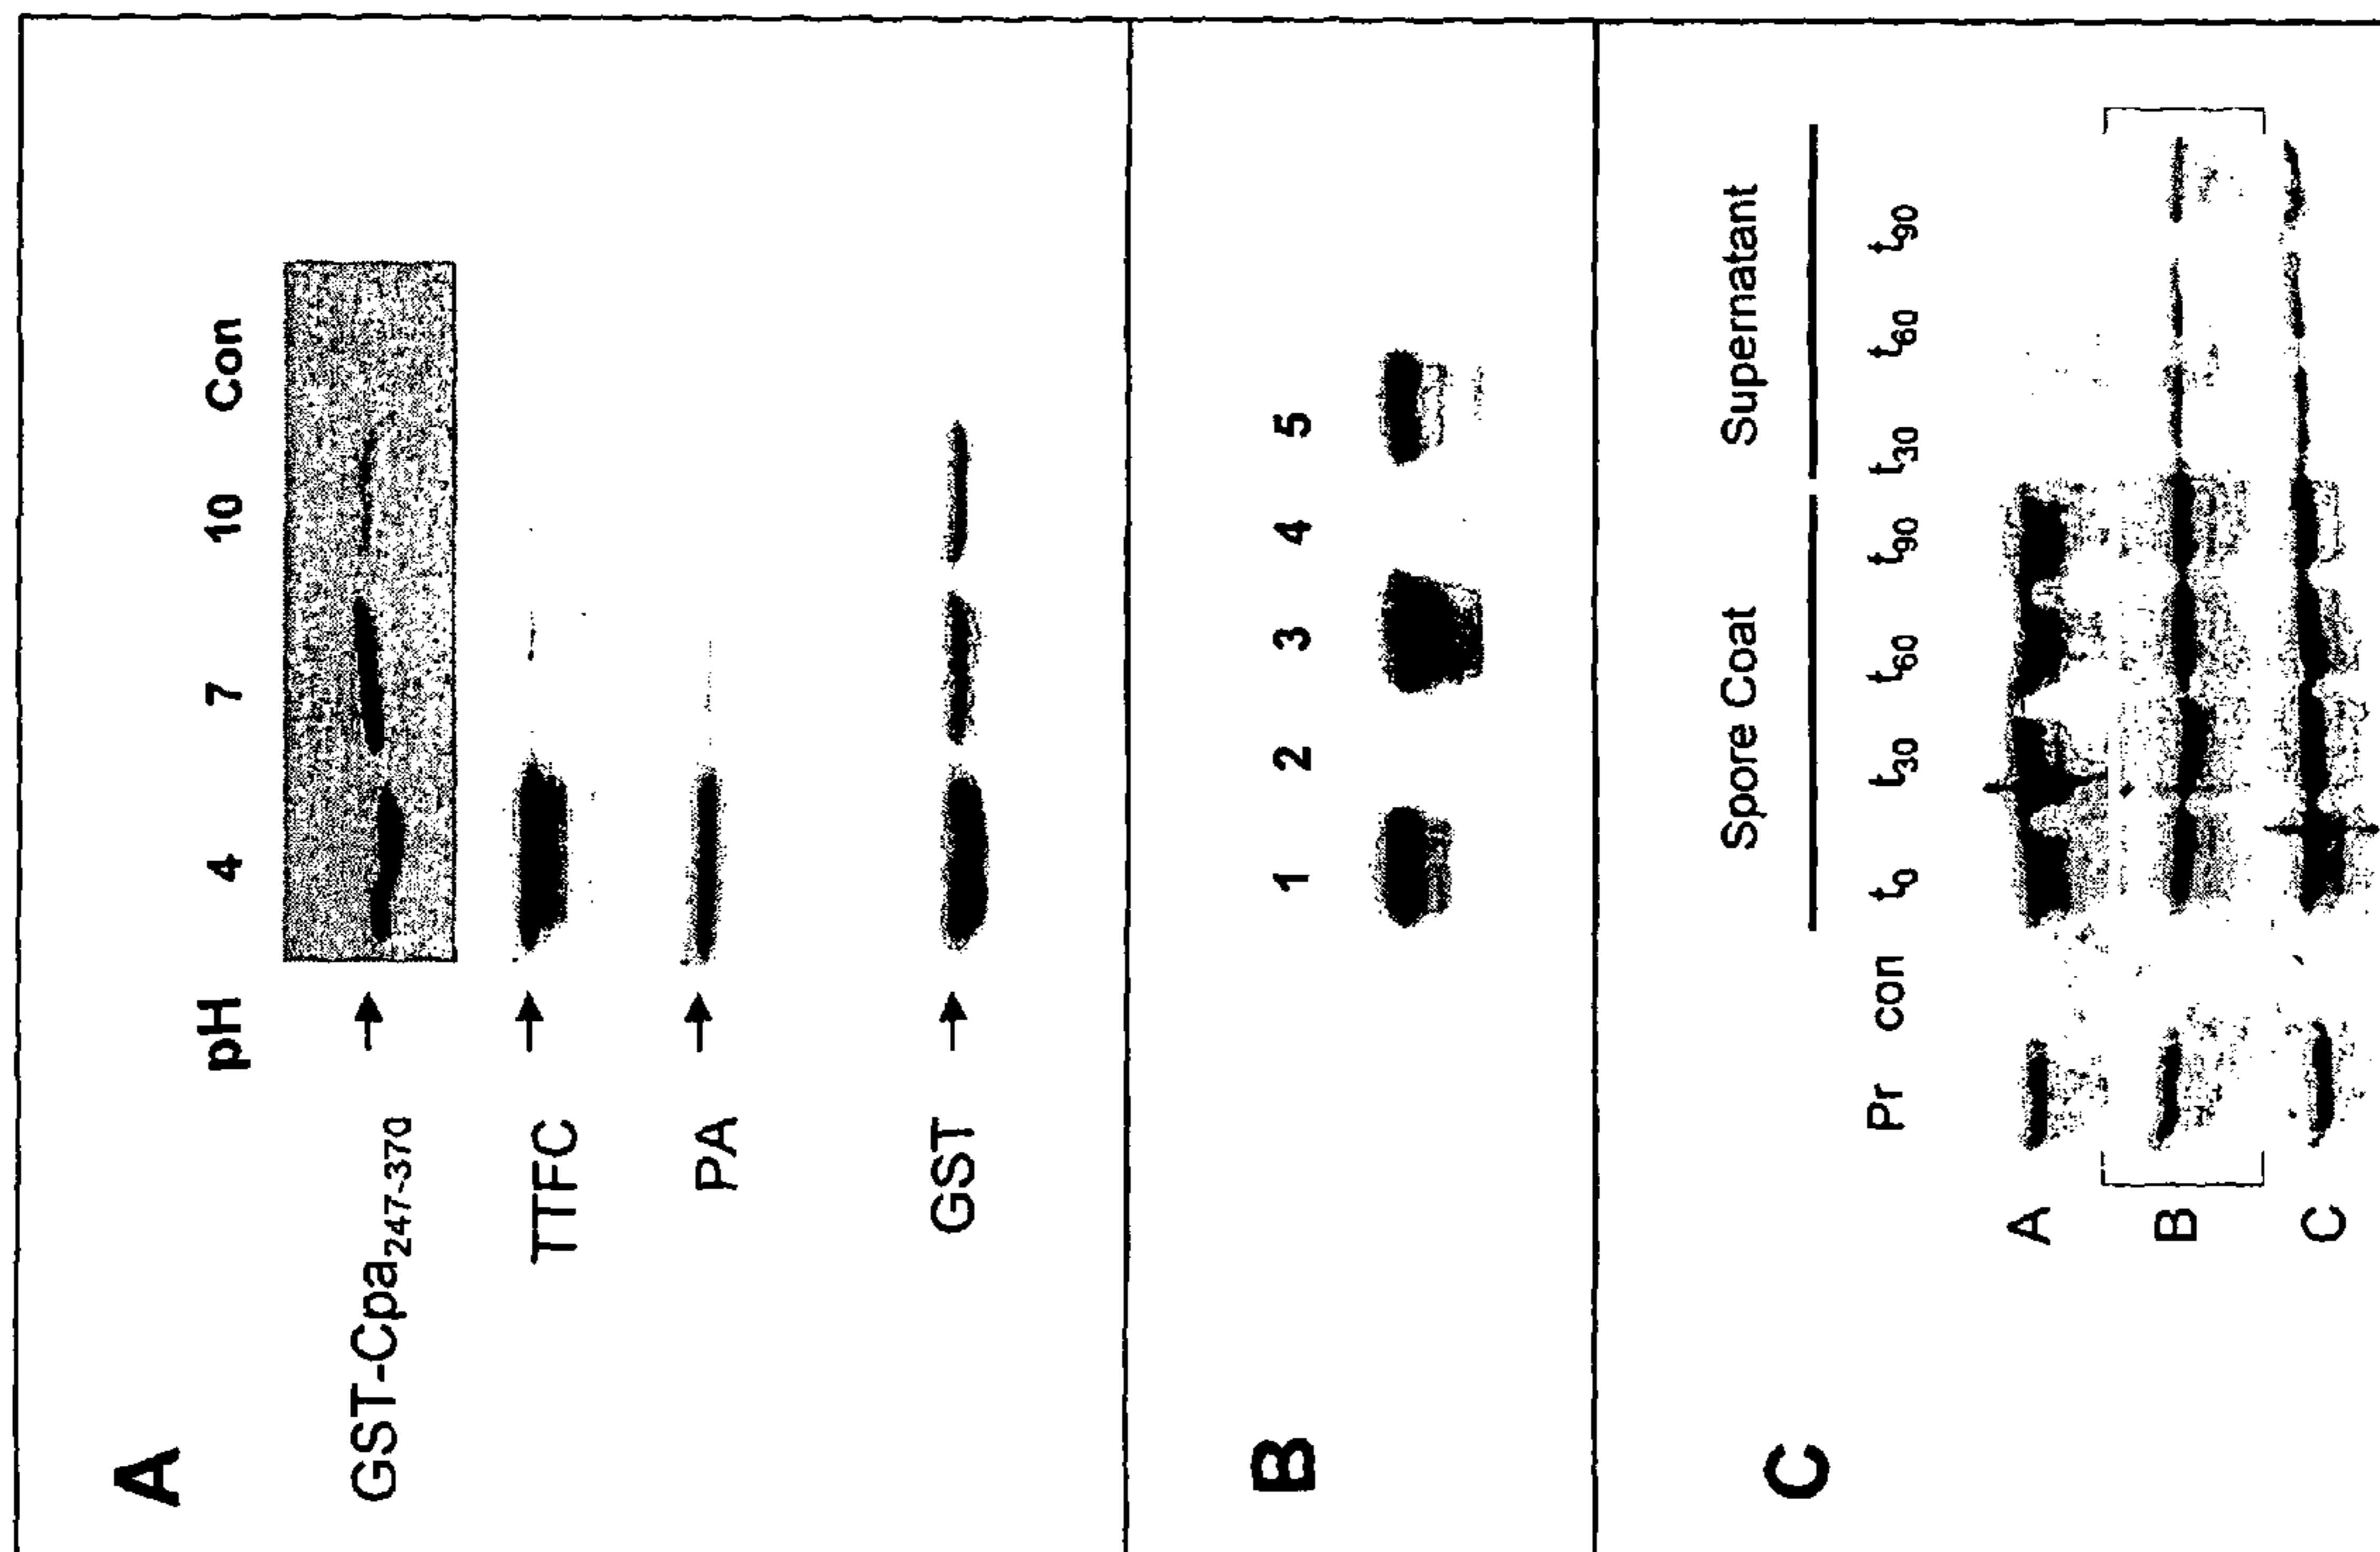 A
pH 4 7 10 Con
GST-Cpa₂₄₇₋₃₇₀
TTFC
PA
GST
B
1 2 3 4 5
C
Spore Coat Supernatant
Pr con t₀ t₃₀ t₆₀ t₉₀ t₃₀ t₆₀ t₉₀
A
B
C